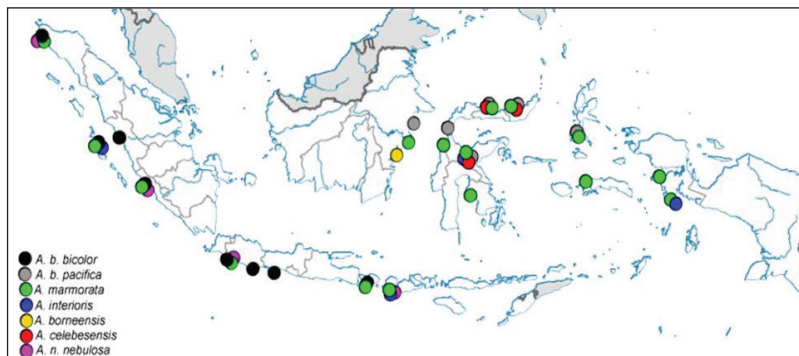 A. b. bicolor
A. b. pacifica
A. marmorata
A. interioris
A. borneensis
A. celebesensis
A. n. nebulosa